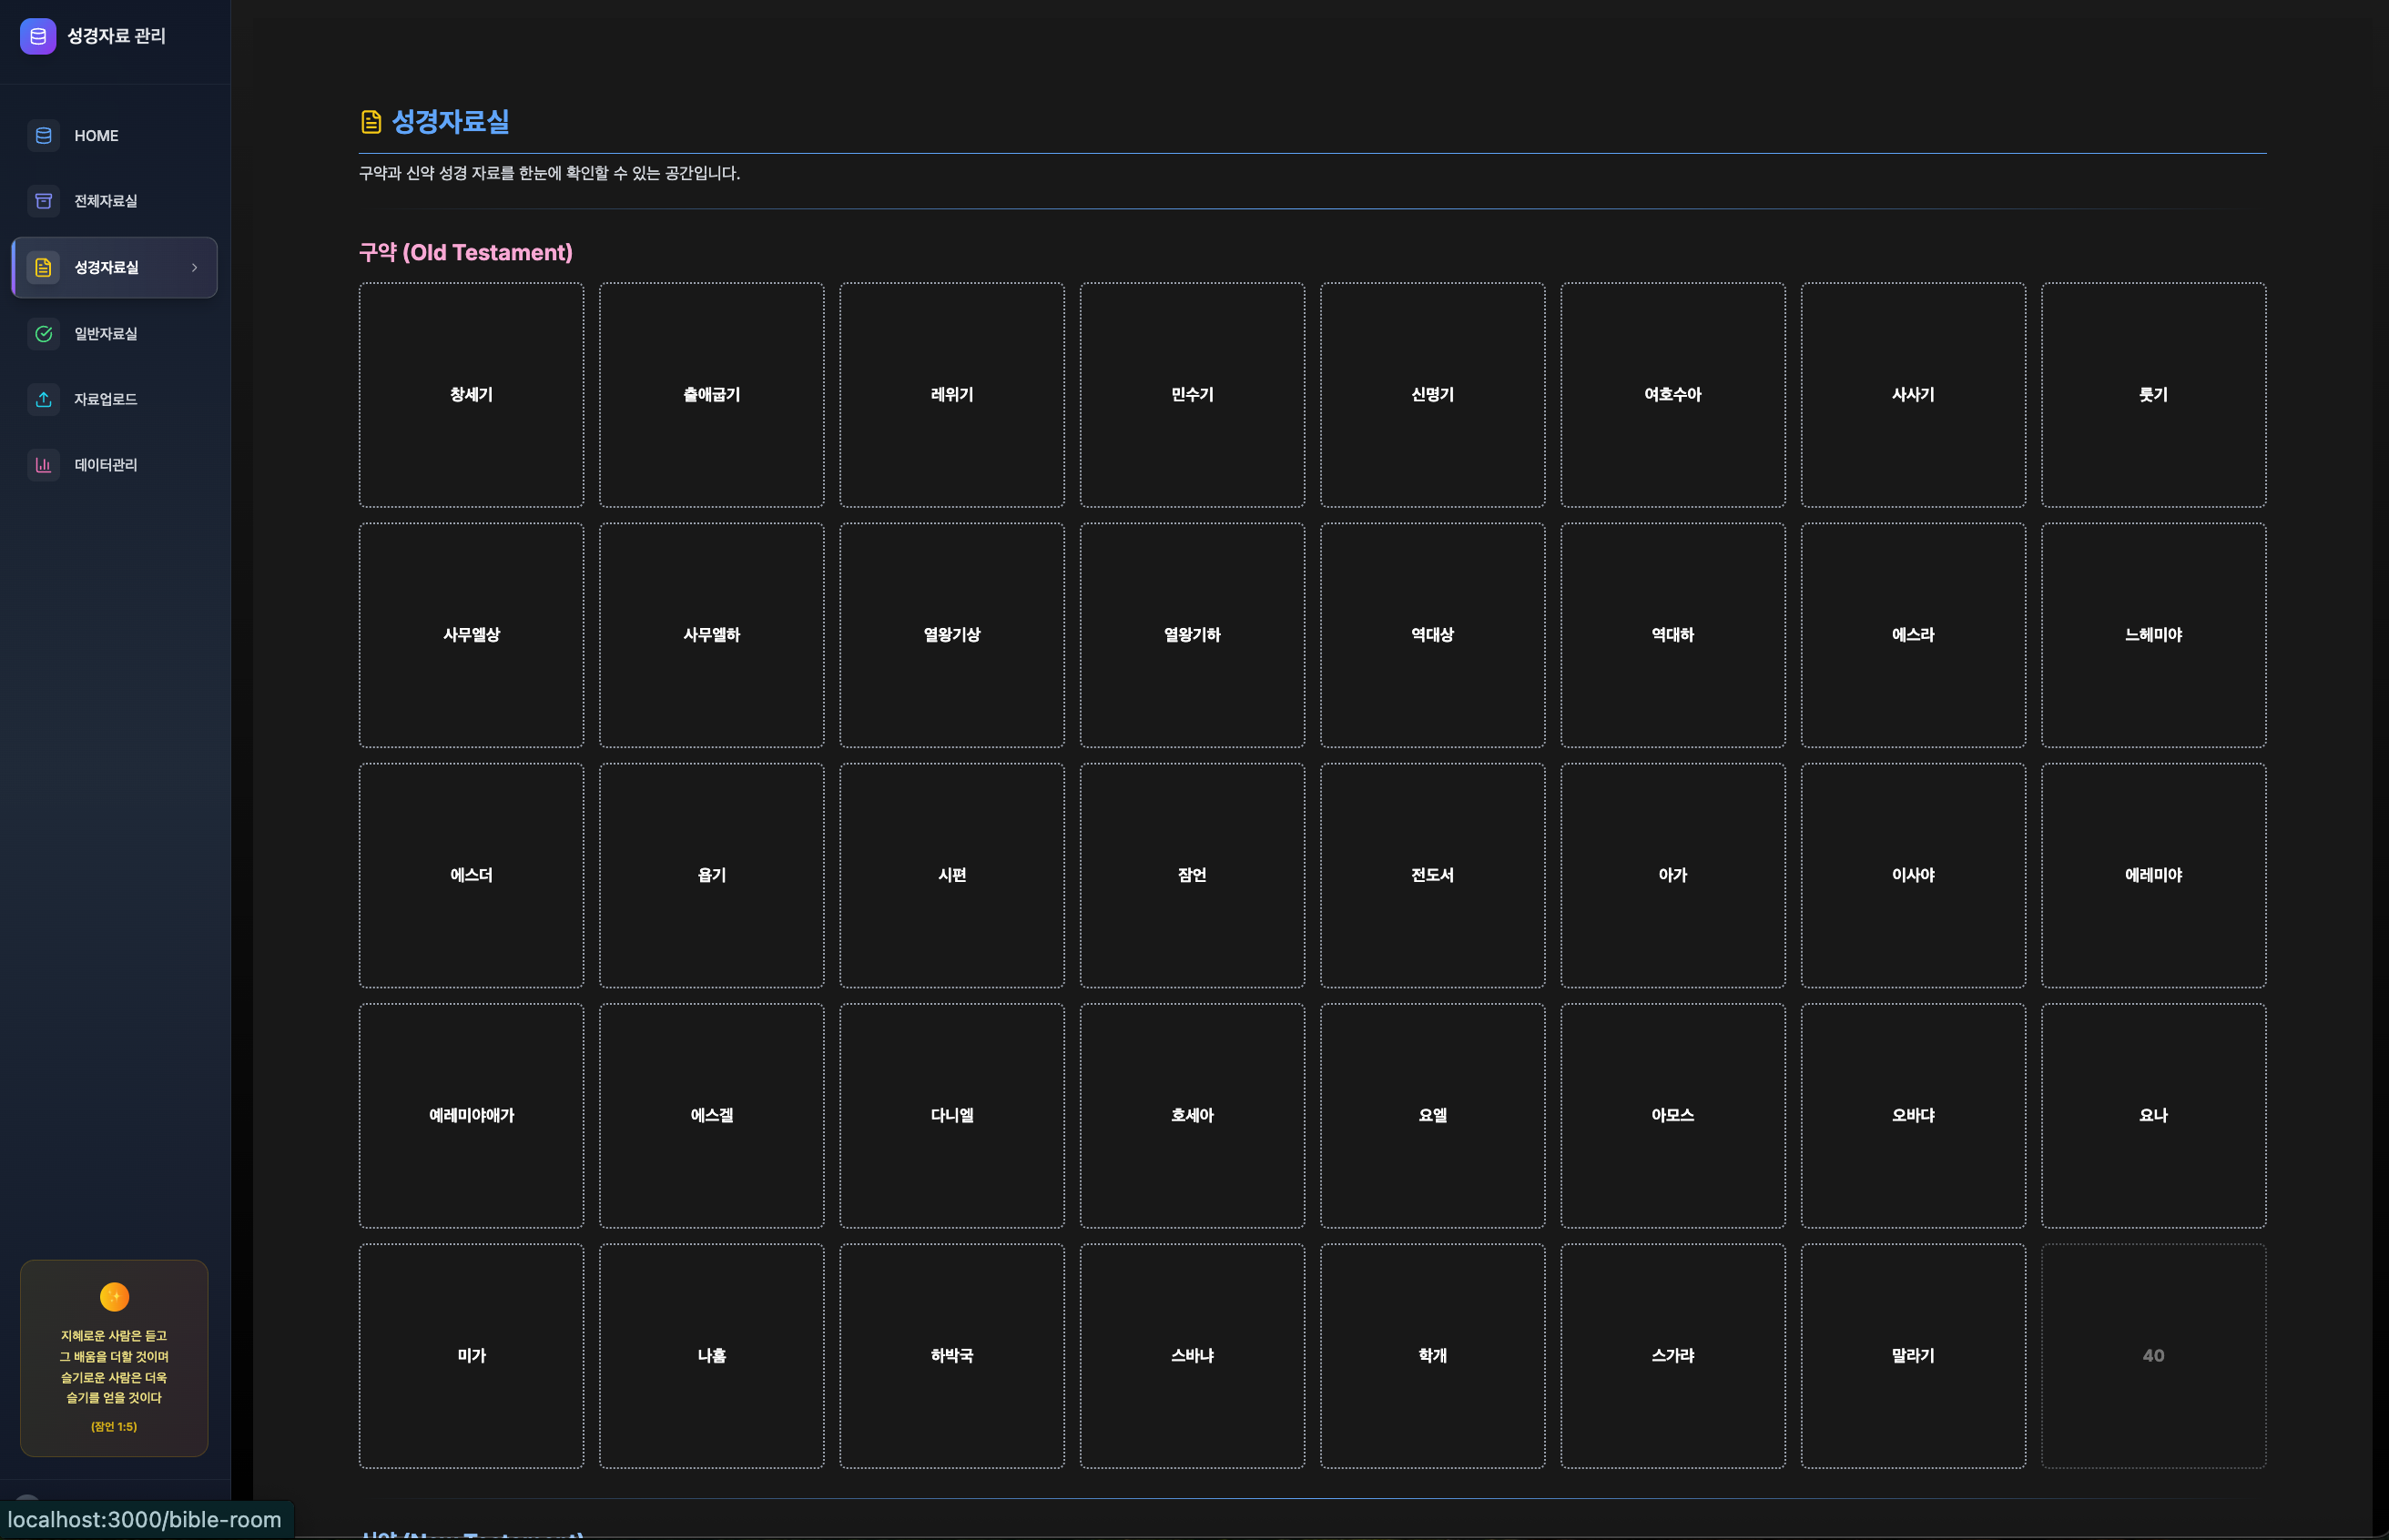 성경자료 관리
HOME
전체자료실
성경자료실
일반자료실
자료업로드
데이터관리
지혜로운 사람은 듣고
그 배움을 더할 것이며
슬기로운 사람은 더욱
슬기를 얻을 것이다
(잠언 1:5)
localhost:3000/bible-room
성경자료실
구약과 신약 성경 자료를 한눈에 확인할 수 있는 공간입니다.
구약 (Old Testament)
창세기
출애굽기
레위기
민수기
신명기
여호수아
사사기
룻기
사무엘상
사무엘하
열왕기상
열왕기하
역대상
역대하
에스라
느헤미야
에스더
욥기
시편
잠언
전도서
아가
이사야
에레미야
예레미야애가
에스겔
다니엘
호세아
요엘
아모스
오바댜
요나
미가
나훔
하박국
스바냐
학개
스가랴
말라기
40
신약 (New Testament)